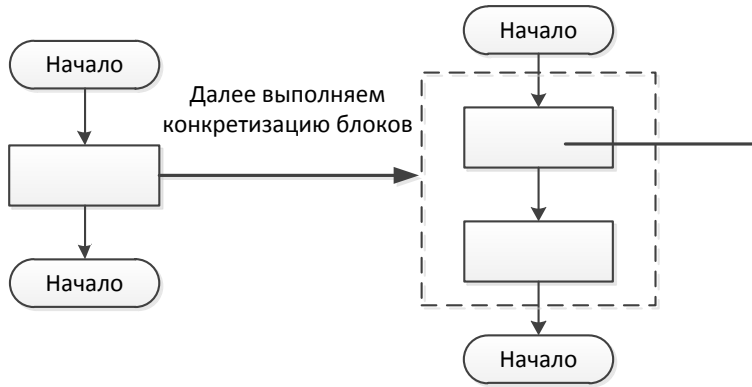 Начало
Начало
Далее выполняем
конкретизацию блоков
Начало
Начало